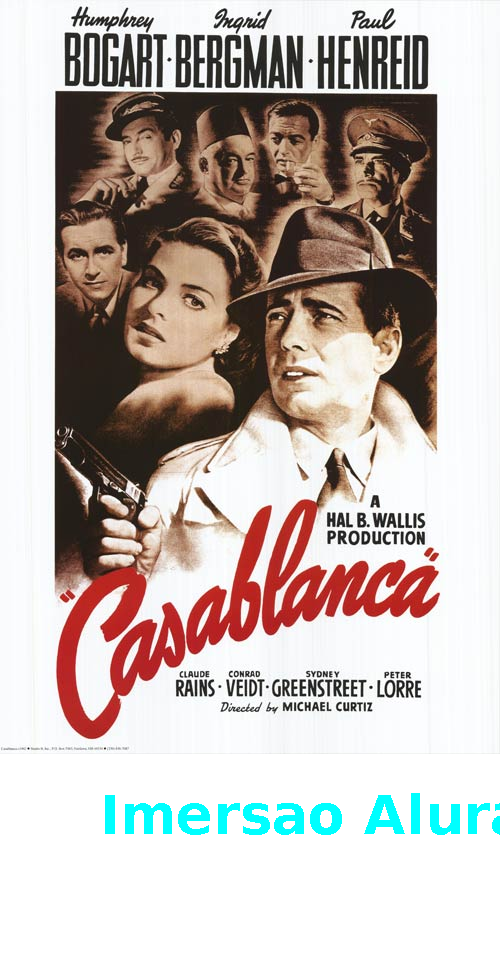 Humphrey Ingrid Paul
BOGART · BERGMAN · HENREID
A
HAL B. WALLIS
PRODUCTION
"Casablanca"
CLAUDE CONRAD SYDNEY PETER
RAINS · VEIDT · GREENSTREET · LORRE
Directed by MICHAEL CURTIZ
Imersao Alura